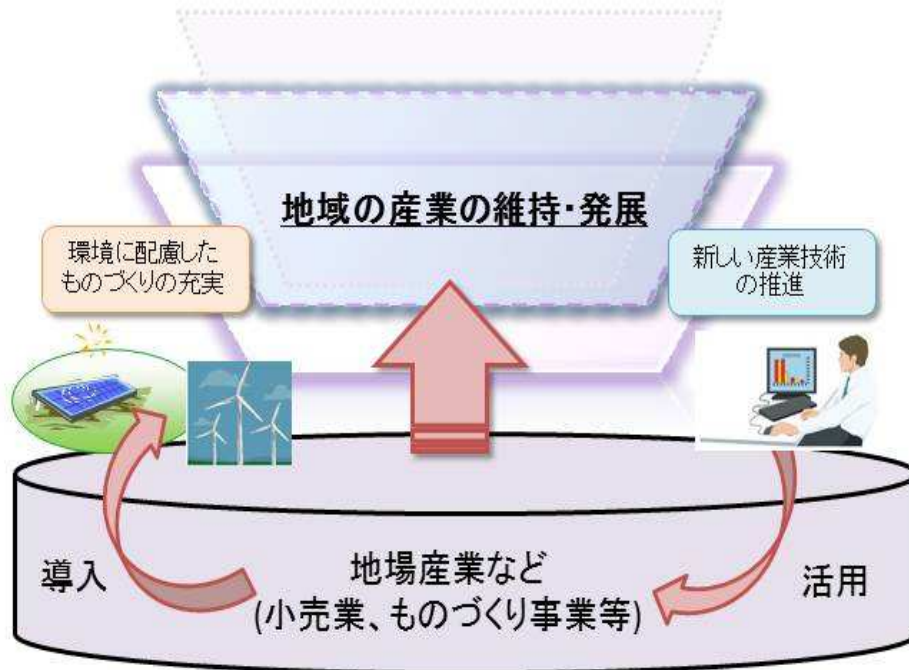 地域の産業の維持・発展
環境に配慮した
ものづくりの充実
新しい産業技術
の推進
導入
地場産業など
(小売業、ものづくり事業等)
活用